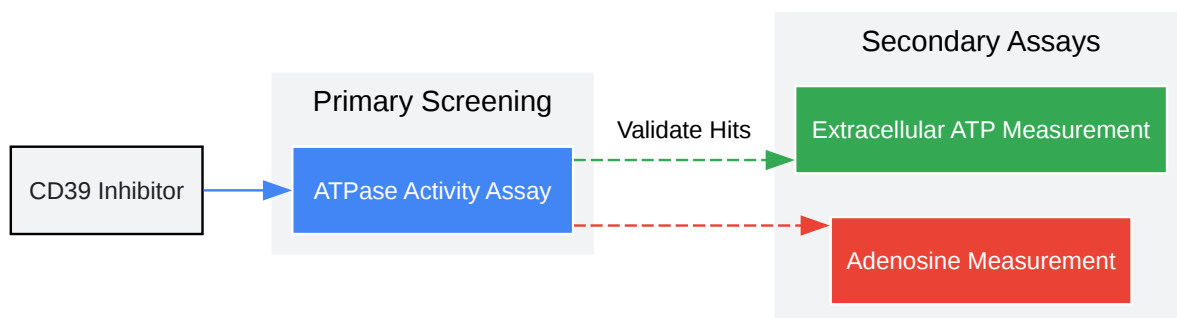 CD39 Inhibitor
Primary Screening
ATPase Activity Assay
Validate Hits
Secondary Assays
Extracellular ATP Measurement
Adenosine Measurement